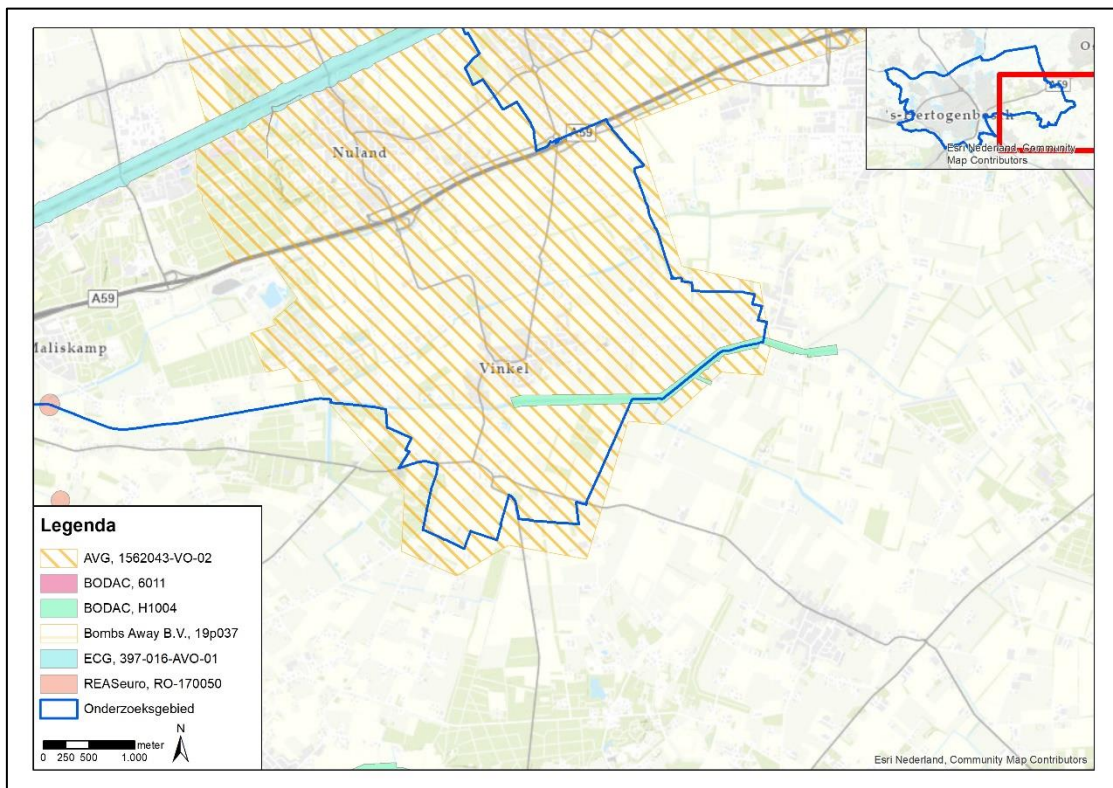 A59
Nuland
A59
Maliskamp
Vinkel
Os
A59
's-Hertogenbosch
Esri Nederland, Community
Map Contributors
Legenda
AVG, 1562043-VO-02
BODAC, 6011
BODAC, H1004
Bombs Away B.V., 19p037
ECG, 397-016-AVO-01
REASeuro, RO-170050
Onderzoeksgebied
N
meter
0 250 500 1.000
Esri Nederland, Community Map Contributors